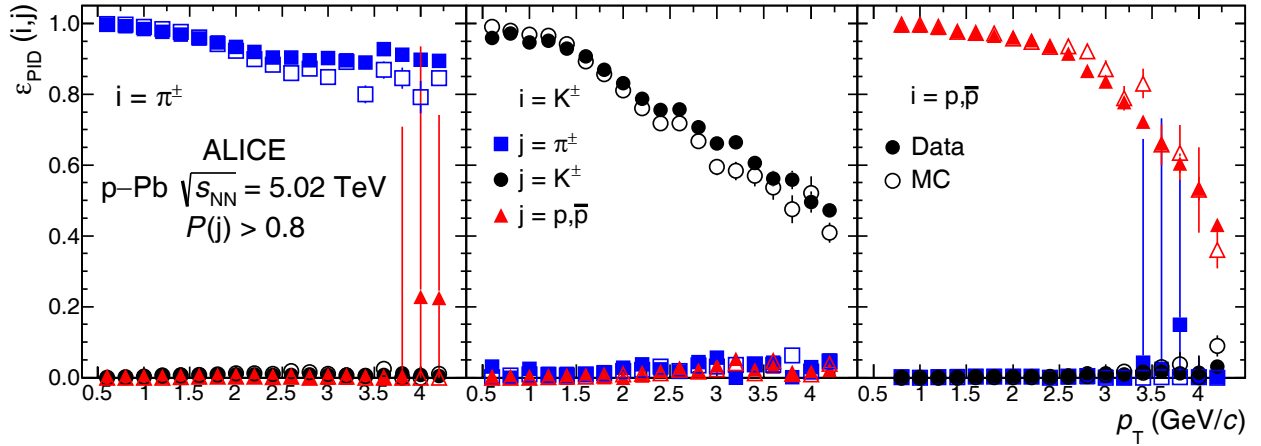 ε_PID (i,j)
1.0
0.8
0.6
0.4
0.2
0.0
i = π±
ALICE
p–Pb √s_NN = 5.02 TeV
P(j) > 0.8
i = K±
j = π±
j = K±
j = p,p̅
i = p,p̅
Data
MC
0.5 1 1.5 2 2.5 3 3.5 4
0.5 1 1.5 2 2.5 3 3.5 4
0.5 1 1.5 2 2.5 3 3.5 4
p_T (GeV/c)